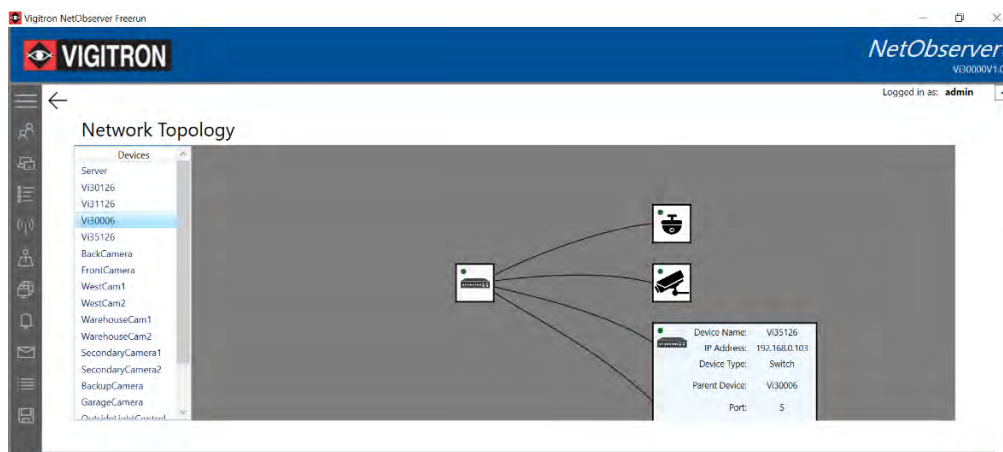 Vigitron NetObserver Freerun
VIGITRON
NetObserver
Vi30000V1.0
Logged in as: admin
Network Topology
Devices
Server
Vi30126
Vi31126
Vi30006
Vi35126
BackCamera
FrontCamera
WestCam1
WestCam2
WarehouseCam1
WarehouseCam2
SecondaryCamera1
SecondaryCamera2
BackupCamera
GarageCamera
OutsideLightControl
Device Name: Vi35126
IP Address: 192.168.0.103
Device Type: Switch
Parent Device: Vi30006
Port: 5